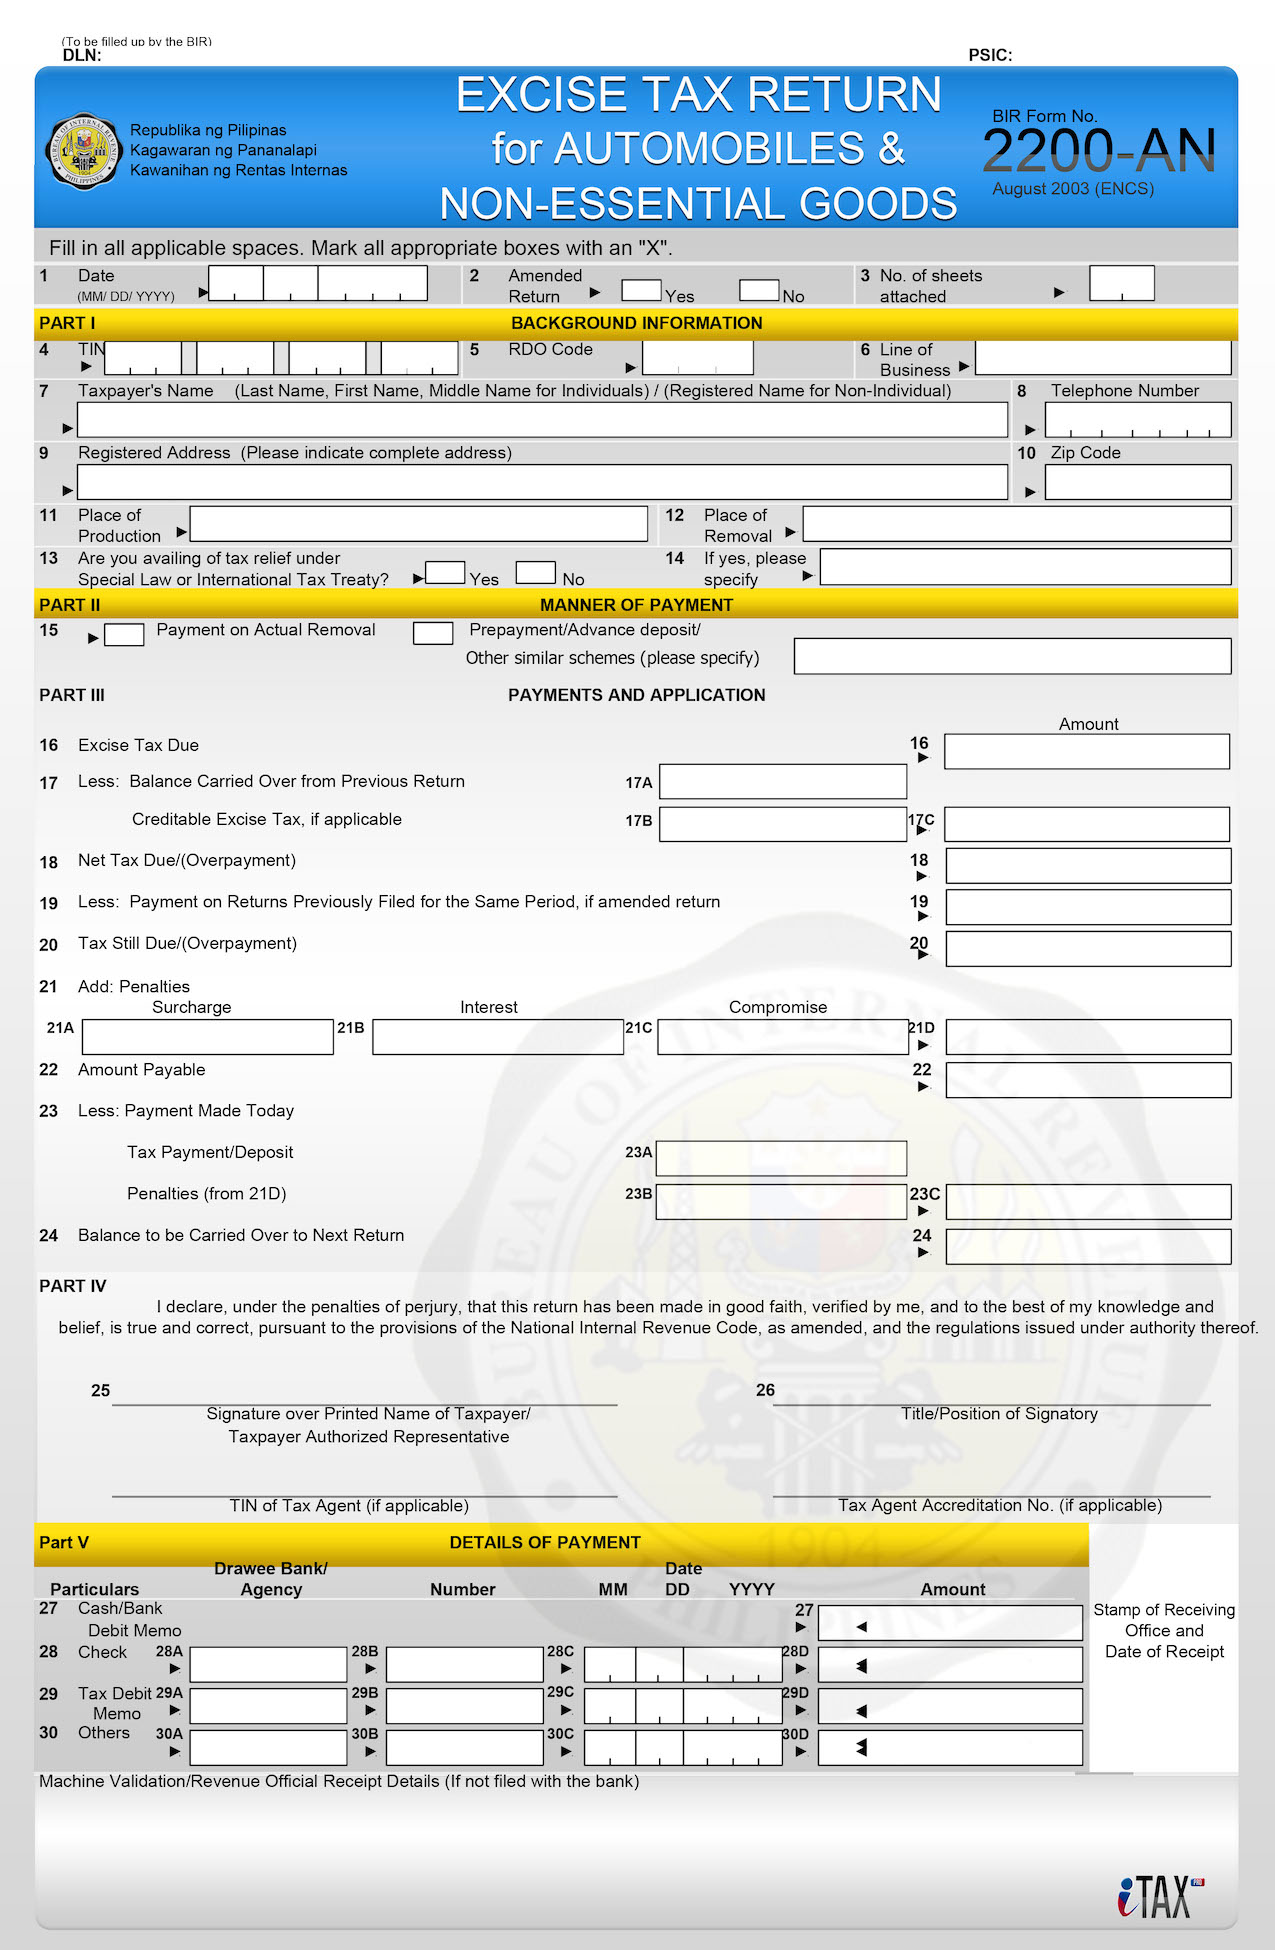 (To be filled up by the BIR)
DLN: PSIC:
EXCISE TAX RETURN
for AUTOMOBILES &
NON-ESSENTIAL GOODS
Republika ng Pilipinas
Kagawaran ng Pananalapi
Kawanihan ng Rentas Internas
BIR Form No.
2200-AN
August 2003 (ENCS)
Fill in all applicable spaces. Mark all appropriate boxes with an "X".
1 Date
(MM/ DD/ YYYY)
2 Amended
Return Yes No
3 No. of sheets
attached
PART I BACKGROUND INFORMATION
4 TIN 5 RDO Code 6 Line of
Business
7 Taxpayer's Name (Last Name, First Name, Middle Name for Individuals) / (Registered Name for Non-Individual) 8 Telephone Number
9 Registered Address (Please indicate complete address) 10 Zip Code
11 Place of
Production
12 Place of
Removal
13 Are you availing of tax relief under
Special Law or International Tax Treaty? Yes No
14 If yes, please
specify
PART II MANNER OF PAYMENT
15 Payment on Actual Removal Prepayment/Advance deposit/
Other similar schemes (please specify)
PART III PAYMENTS AND APPLICATION
Amount
16 Excise Tax Due 16
17 Less: Balance Carried Over from Previous Return 17A
Creditable Excise Tax, if applicable 17B 17C
18 Net Tax Due/(Overpayment) 18
19 Less: Payment on Returns Previously Filed for the Same Period, if amended return 19
20 Tax Still Due/(Overpayment) 20
21 Add: Penalties
Surcharge Interest Compromise
21A 21B 21C 21D
22 Amount Payable 22
23 Less: Payment Made Today
Tax Payment/Deposit 23A
Penalties (from 21D) 23B 23C
24 Balance to be Carried Over to Next Return 24
PART IV
I declare, under the penalties of perjury, that this return has been made in good faith, verified by me, and to the best of my knowledge and
belief, is true and correct, pursuant to the provisions of the National Internal Revenue Code, as amended, and the regulations issued under authority thereof.
25 26
Signature over Printed Name of Taxpayer/ Title/Position of Signatory
Taxpayer Authorized Representative
TIN of Tax Agent (if applicable) Tax Agent Accreditation No. (if applicable)
Part V DETAILS OF PAYMENT
Drawee Bank/ Date
Particulars Agency Number MM DD YYYY Amount
27 Cash/Bank 27
Debit Memo
28 Check 28A 28B 28C 28D
29 Tax Debit 29A 29B 29C 29D
Memo
30 Others 30A 30B 30C 30D
Stamp of Receiving
Office and
Date of Receipt
Machine Validation/Revenue Official Receipt Details (If not filed with the bank)
BUREAU OF INTERNAL REVENUE
1904
PHILIPPINES
iTAX